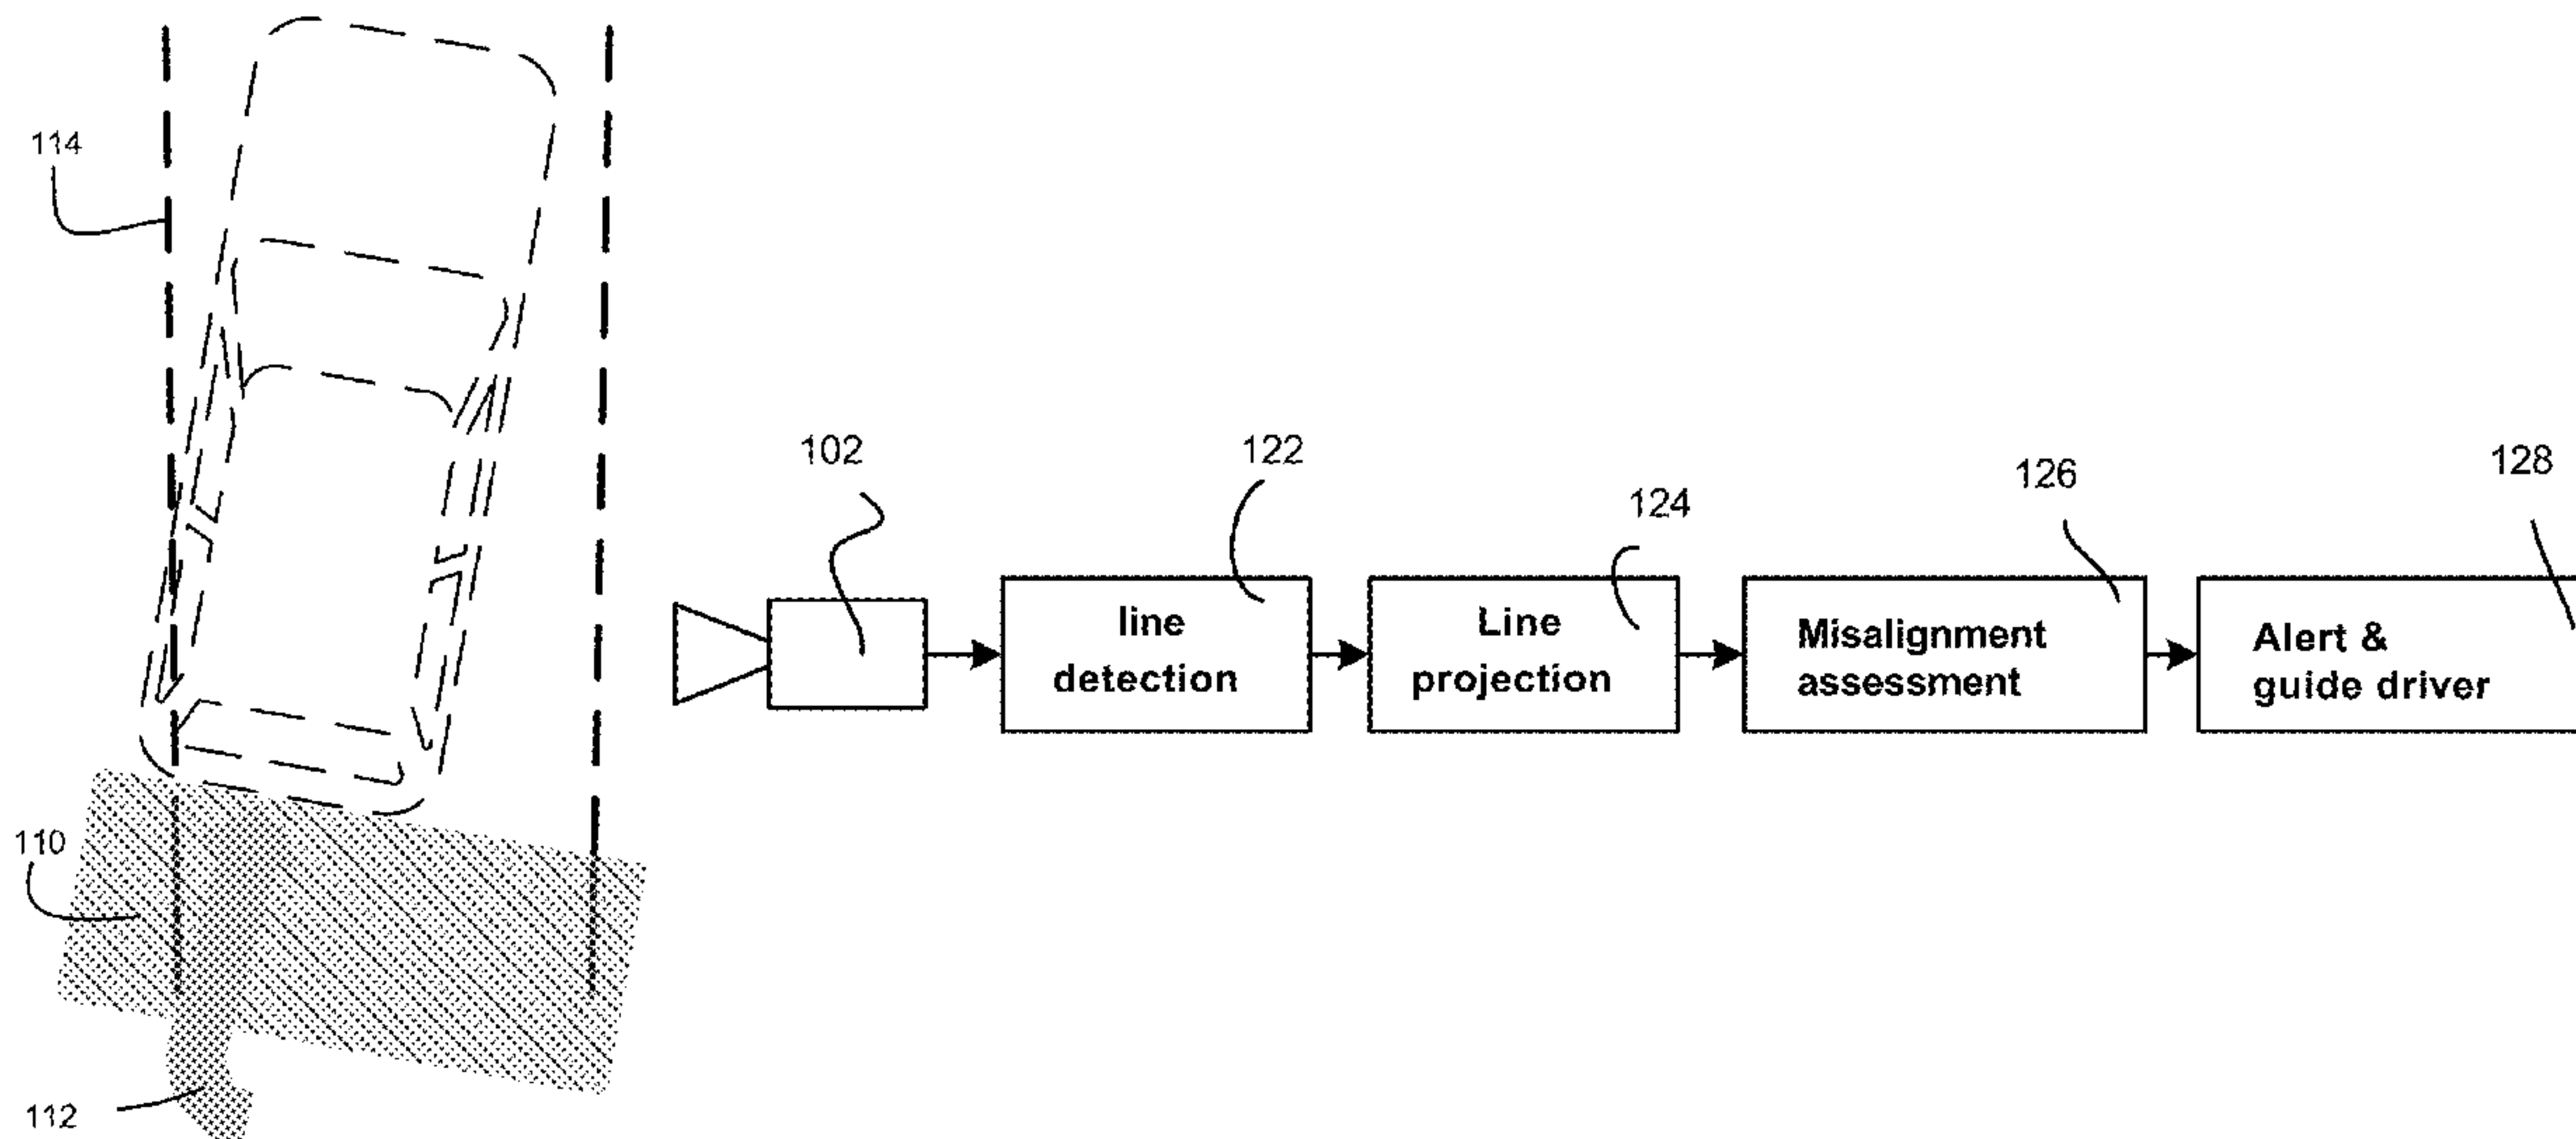 114
102
122
124
126
128
line
detection
Line
projection
Misalignment
assessment
Alert &
guide driver
110
112